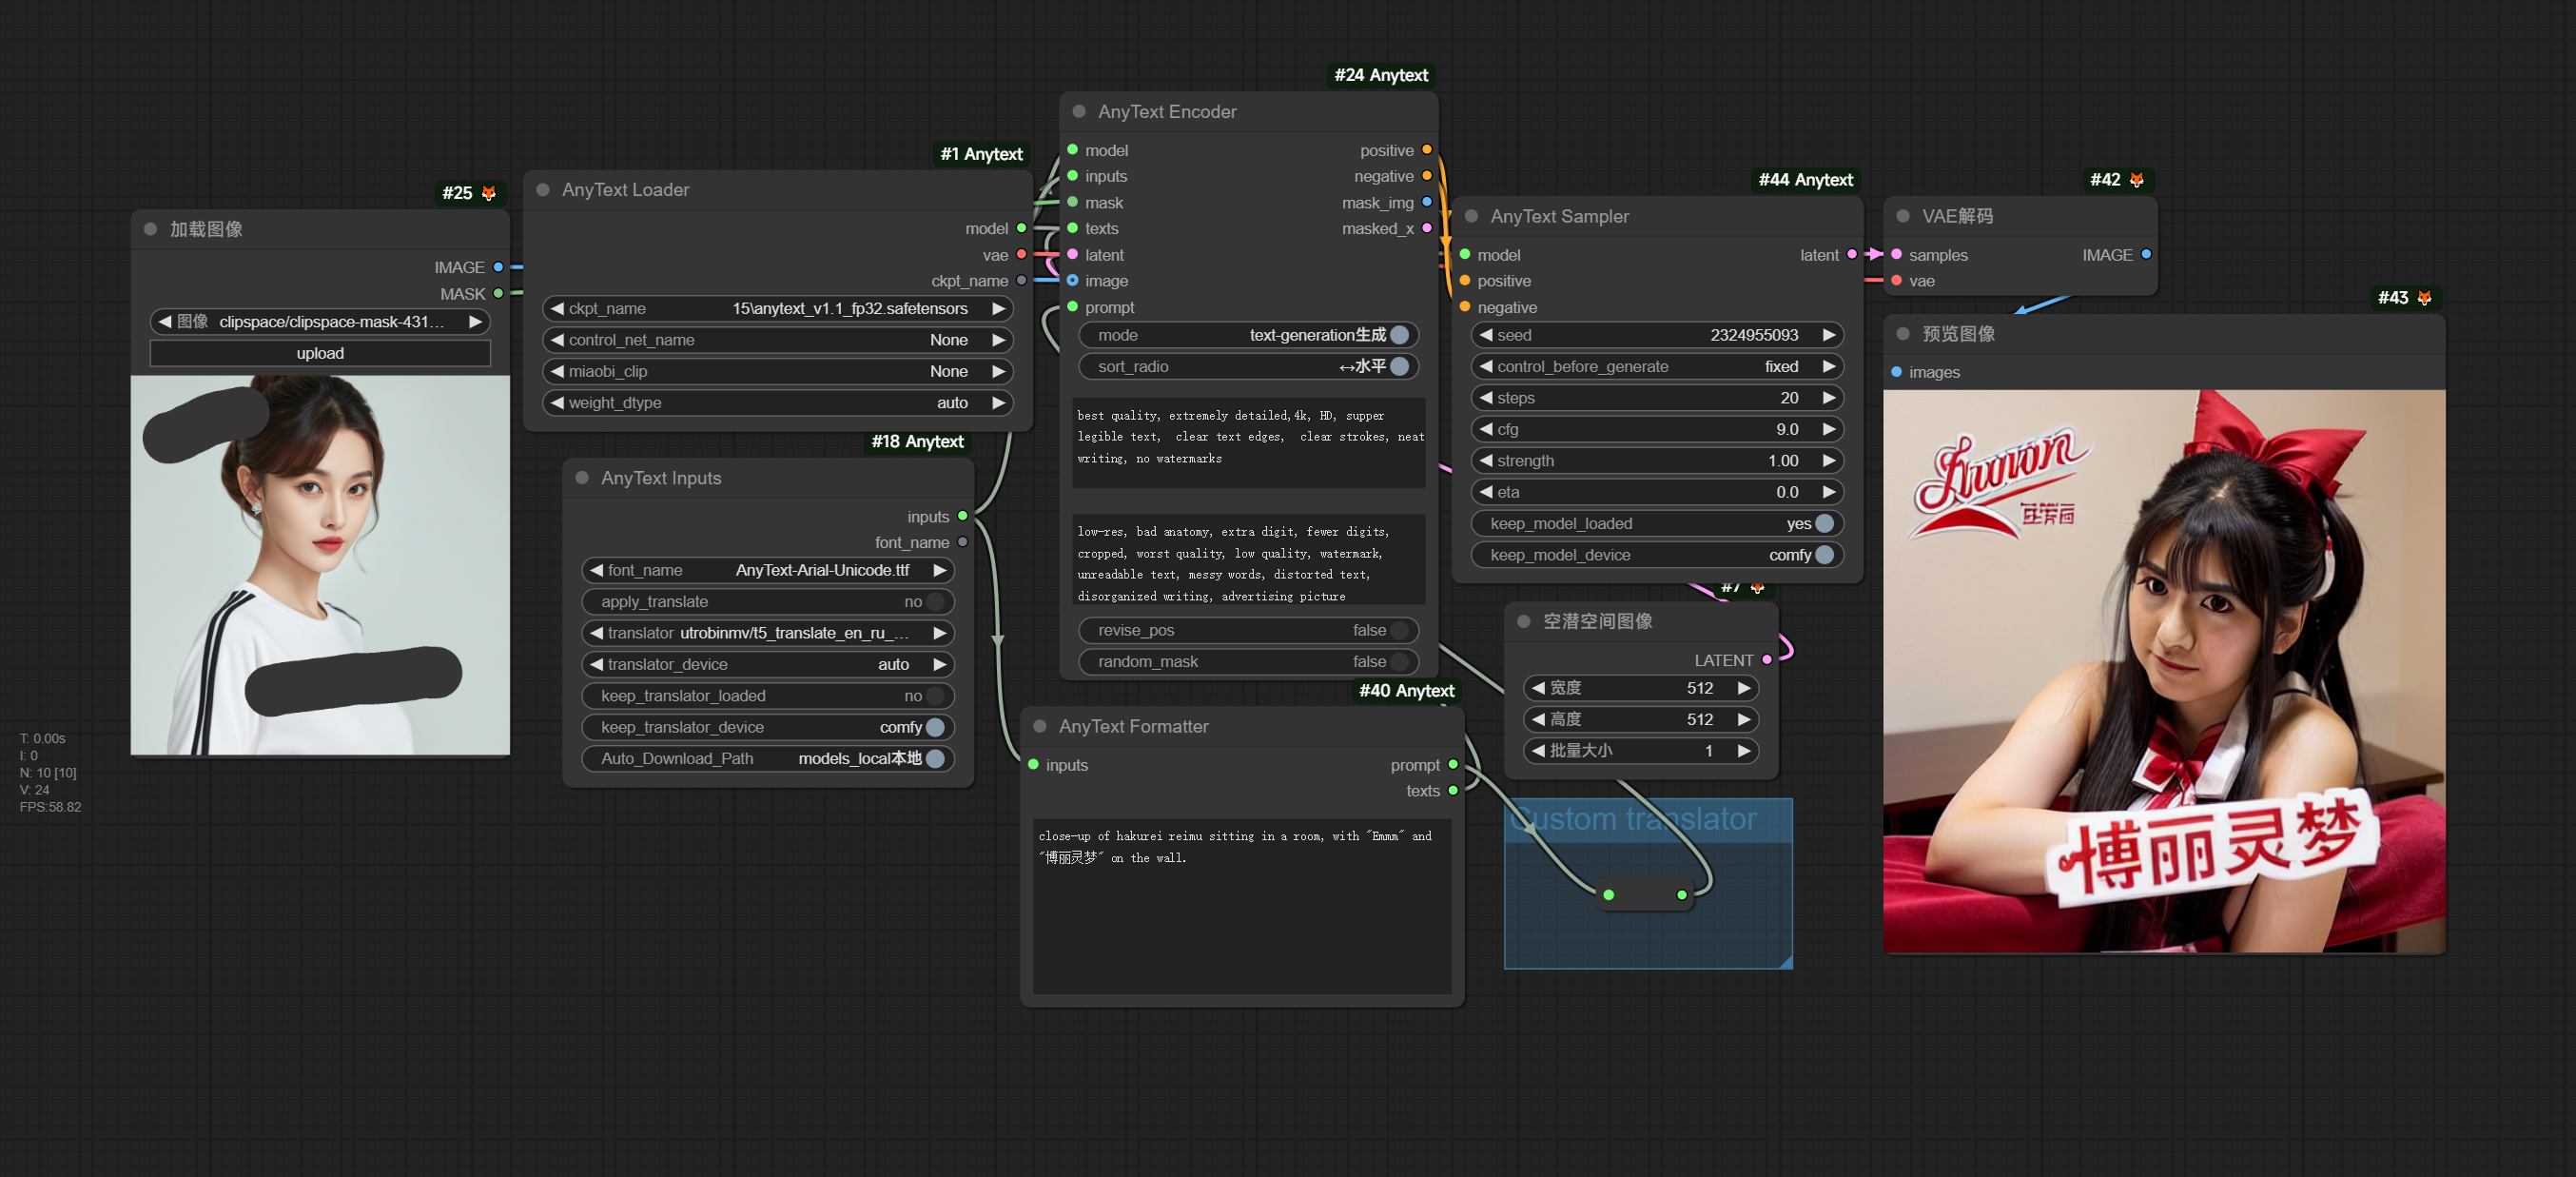 #25
加载图像
IMAGE
MASK
图像 clipspace/clipspace-mask-431…
upload
#1 Anytext
AnyText Loader
model
vae
ckpt_name
ckpt_name 15\anytext_v1.1_fp32.safetensors
control_net_name None
miaobi_clip None
weight_dtype auto
#18 Anytext
AnyText Inputs
inputs
font_name
font_name AnyText-Arial-Unicode.ttf
apply_translate no
translator utrobinmv/t5_translate_en_ru_…
translator_device auto
keep_translator_loaded no
keep_translator_device comfy
Auto_Download_Path models_local本地
#24 Anytext
AnyText Encoder
model positive
inputs negative
mask mask_img
texts masked_x
latent
image
prompt
mode text-generation生成
sort_radio ↔水平
best quality, extremely detailed,4k, HD, supper
legible text,  clear text edges,  clear strokes, neat
writing, no watermarks
low-res, bad anatomy, extra digit, fewer digits,
cropped, worst quality, low quality, watermark,
unreadable text, messy words, distorted text,
disorganized writing, advertising picture
revise_pos false
random_mask false
#40 Anytext
AnyText Formatter
inputs prompt
texts
close-up of hakurei reimu sitting in a room, with "Emmm" and
"博丽灵梦" on the wall.
#44 Anytext
AnyText Sampler
model latent
positive
negative
seed 2324955093
control_before_generate fixed
steps 20
cfg 9.0
strength 1.00
eta 0.0
keep_model_loaded yes
keep_model_device comfy
#7
空潜空间图像
LATENT
宽度 512
高度 512
批量大小 1
Custom translator
#42
VAE解码
samples IMAGE
vae
#43
预览图像
images
博丽灵梦
T: 0.00s
I: 0
N: 10 [10]
V: 24
FPS:58.82